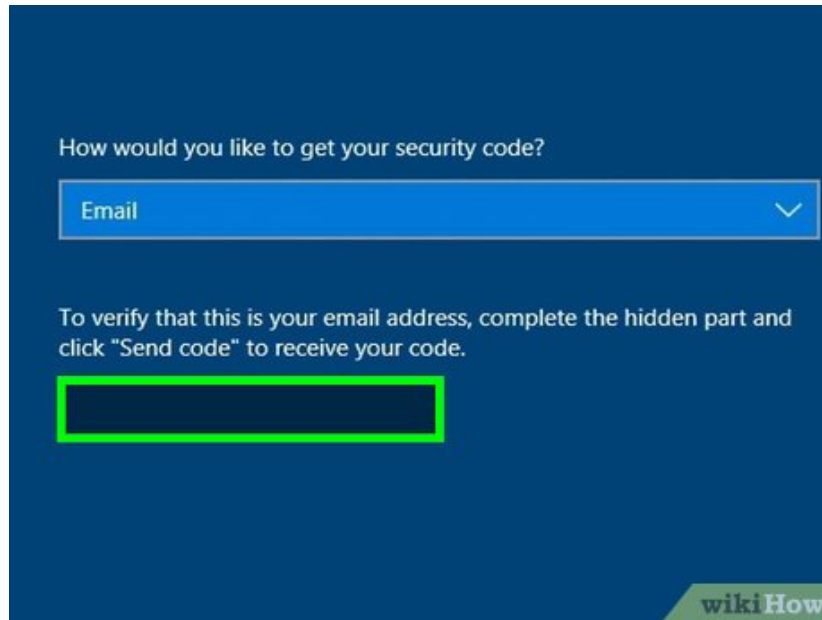 How would you like to get your security code?
Email
To verify that this is your email address, complete the hidden part and
click "Send code" to receive your code.
wikiHow